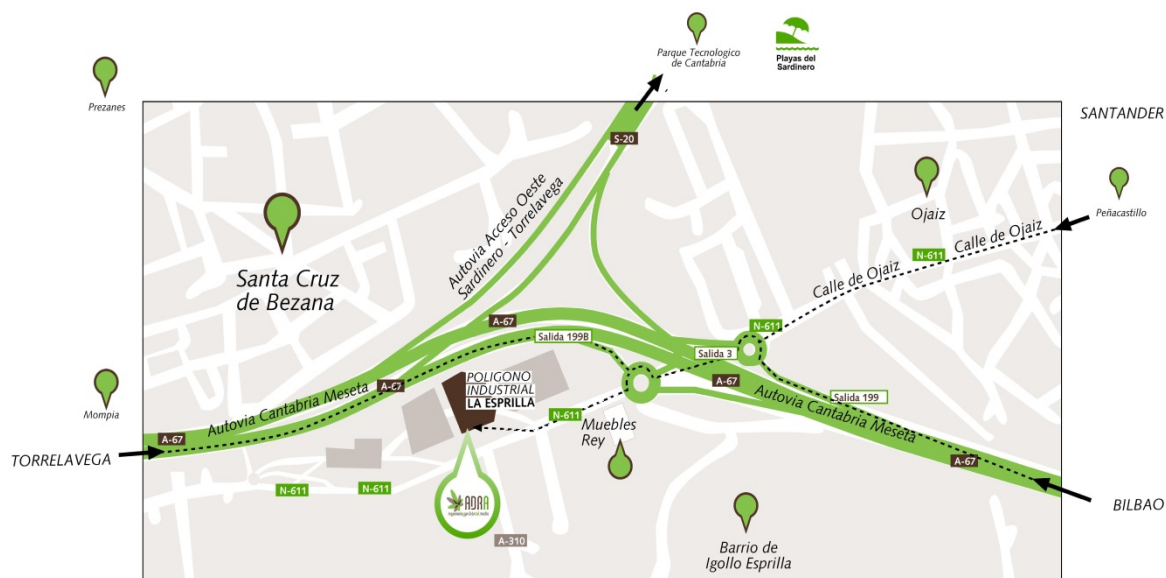 Parque Tecnologico
de Cantabria
Playas del
Sardinero
Prezanes
SANTANDER
S-20
Peñacastillo
Ojaiz
Autovia Acceso Oeste
Sardinero - Torrelavega
Calle de Ojaiz
N-611
Calle de Ojaiz
Santa Cruz
de Bezana
A-67
N-611
Salida 199B
Salida 3
POLIGONO
INDUSTRIAL
LA ESPRILLA
A-67
A-67
Autovia Cantabria Meseta
Autovia Cantabria Meseta
Salida 199
Mompia
N-611
Muebles
Rey
A-67
TORRELAVEGA
A-67
N-611
N-611
ADRA
BILBAO
A-310
Barrio de
Igollo Esprilla